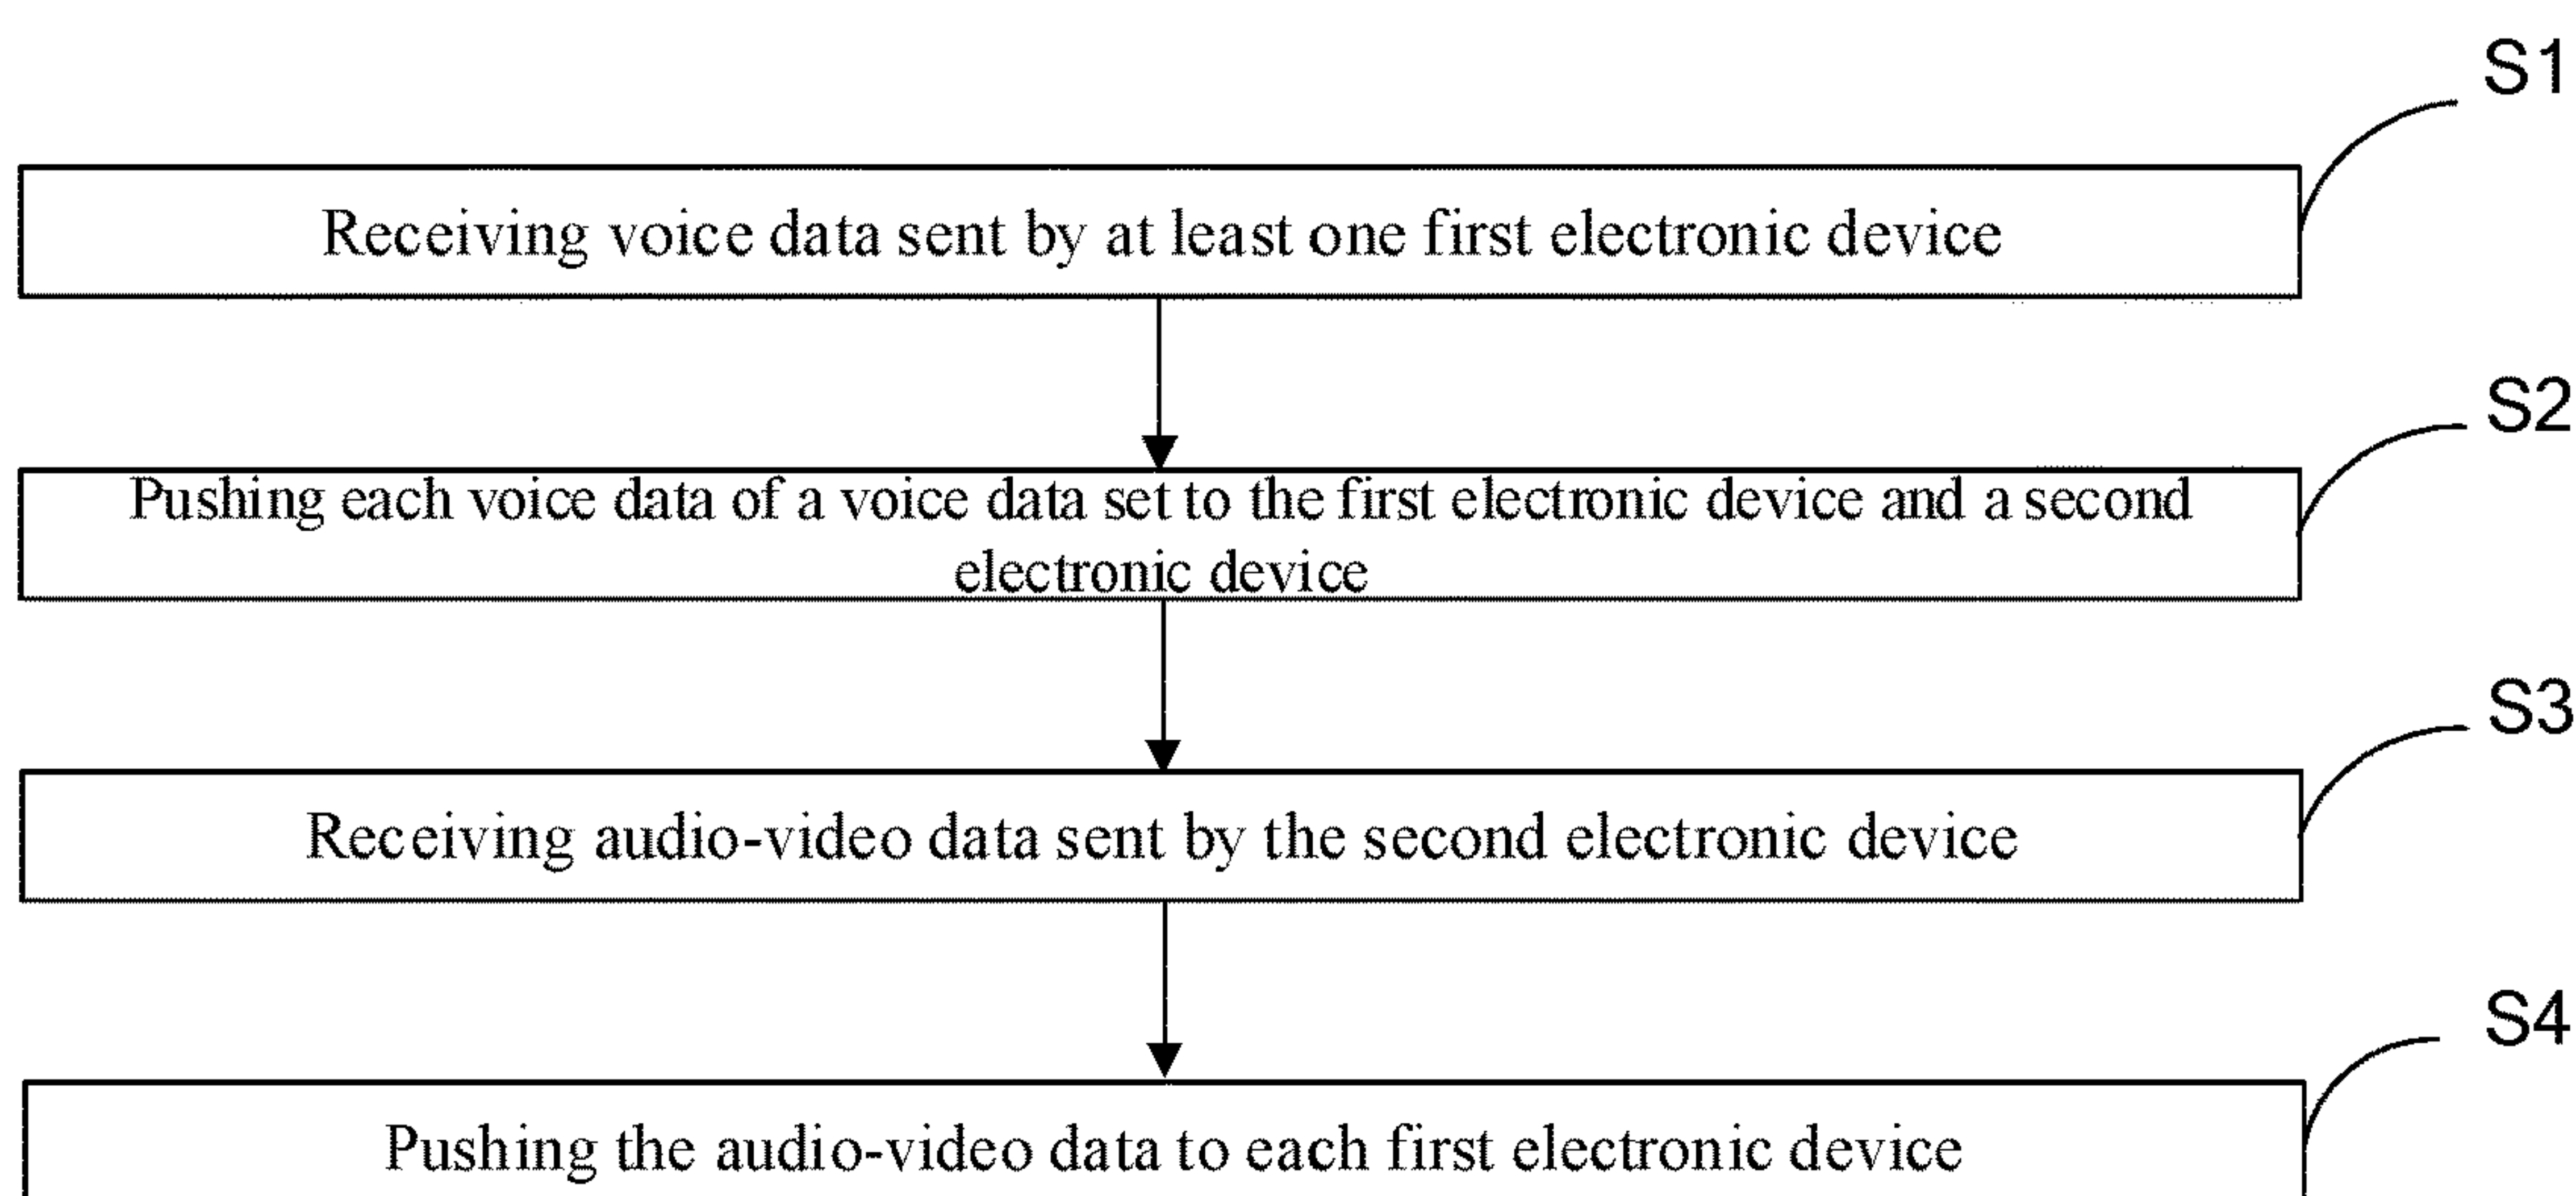 S1
Receiving voice data sent by at least one first electronic device
S2
Pushing each voice data of a voice data set to the first electronic device and a second
electronic device
S3
Receiving audio-video data sent by the second electronic device
S4
Pushing the audio-video data to each first electronic device